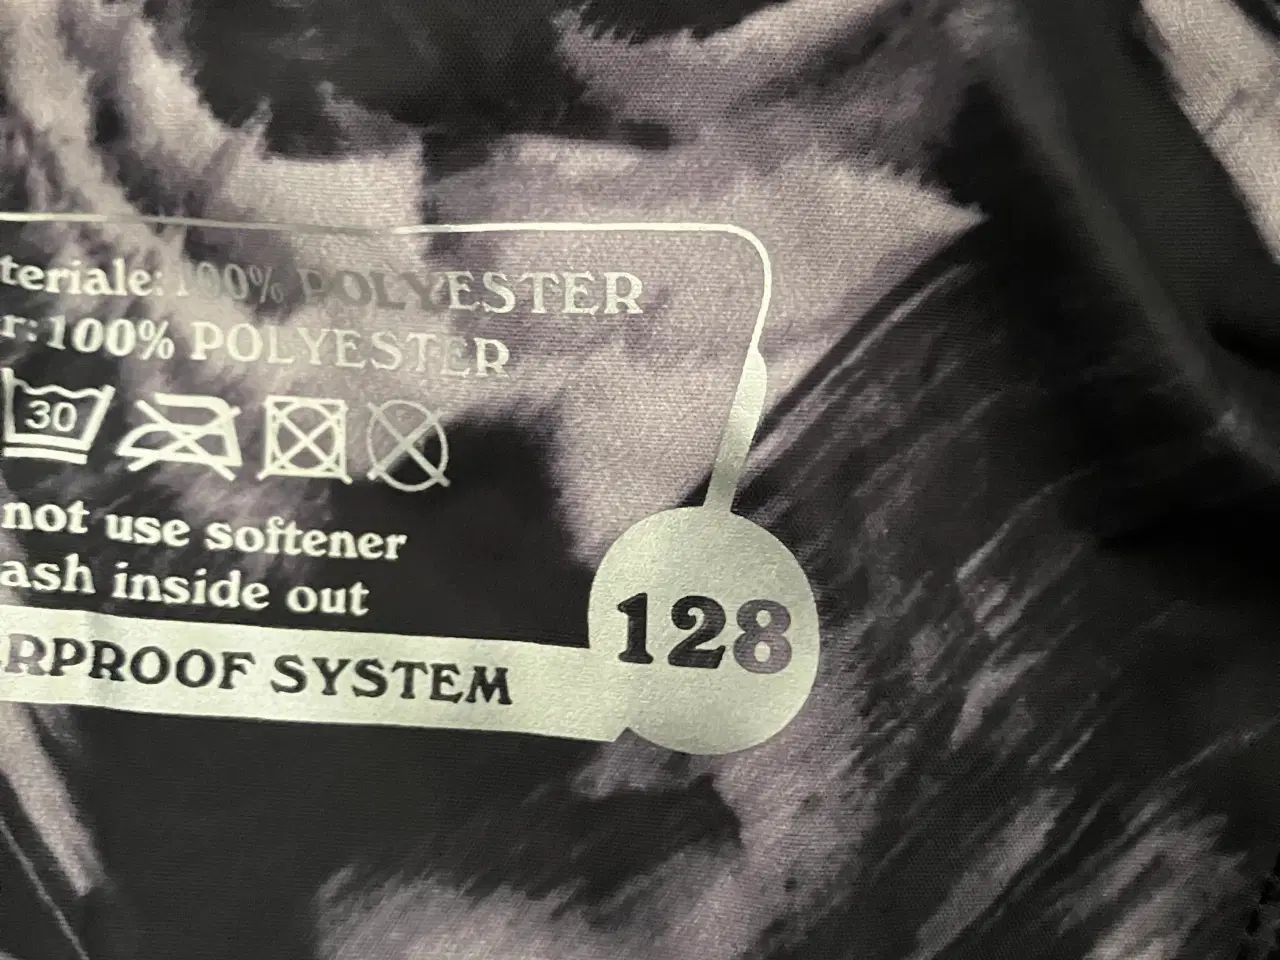 teriale: 100% POLYESTER
r: 100% POLYESTER
30
not use softener
ash inside out
RPROOF SYSTEM
128